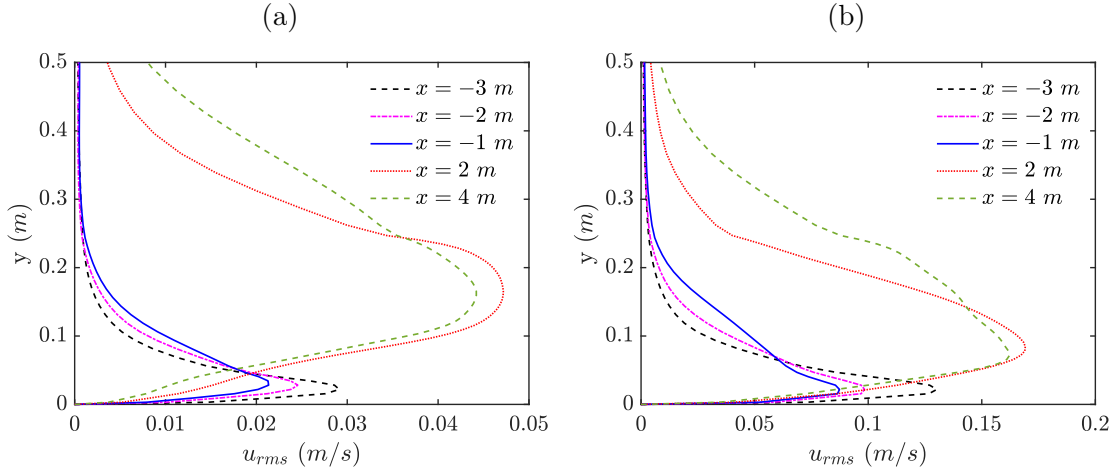 (a)
0.5
0.4
0.3
0.2
0.1
0
y (m)
x = −3 m
x = −2 m
x = −1 m
x = 2 m
x = 4 m
0 0.01 0.02 0.03 0.04 0.05
u_rms (m/s)
(b)
0.5
0.4
0.3
0.2
0.1
0
y (m)
x = −3 m
x = −2 m
x = −1 m
x = 2 m
x = 4 m
0 0.05 0.1 0.15 0.2
u_rms (m/s)